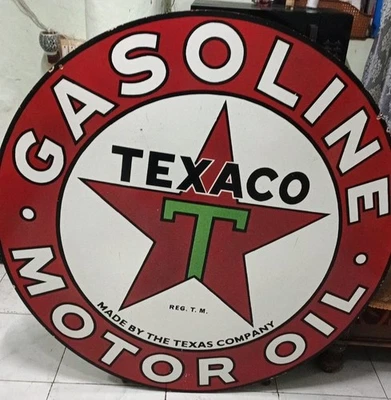 GASOLINE
TEXACO
T
REG. T. M.
MADE BY THE TEXAS COMPANY
MOTOR OIL